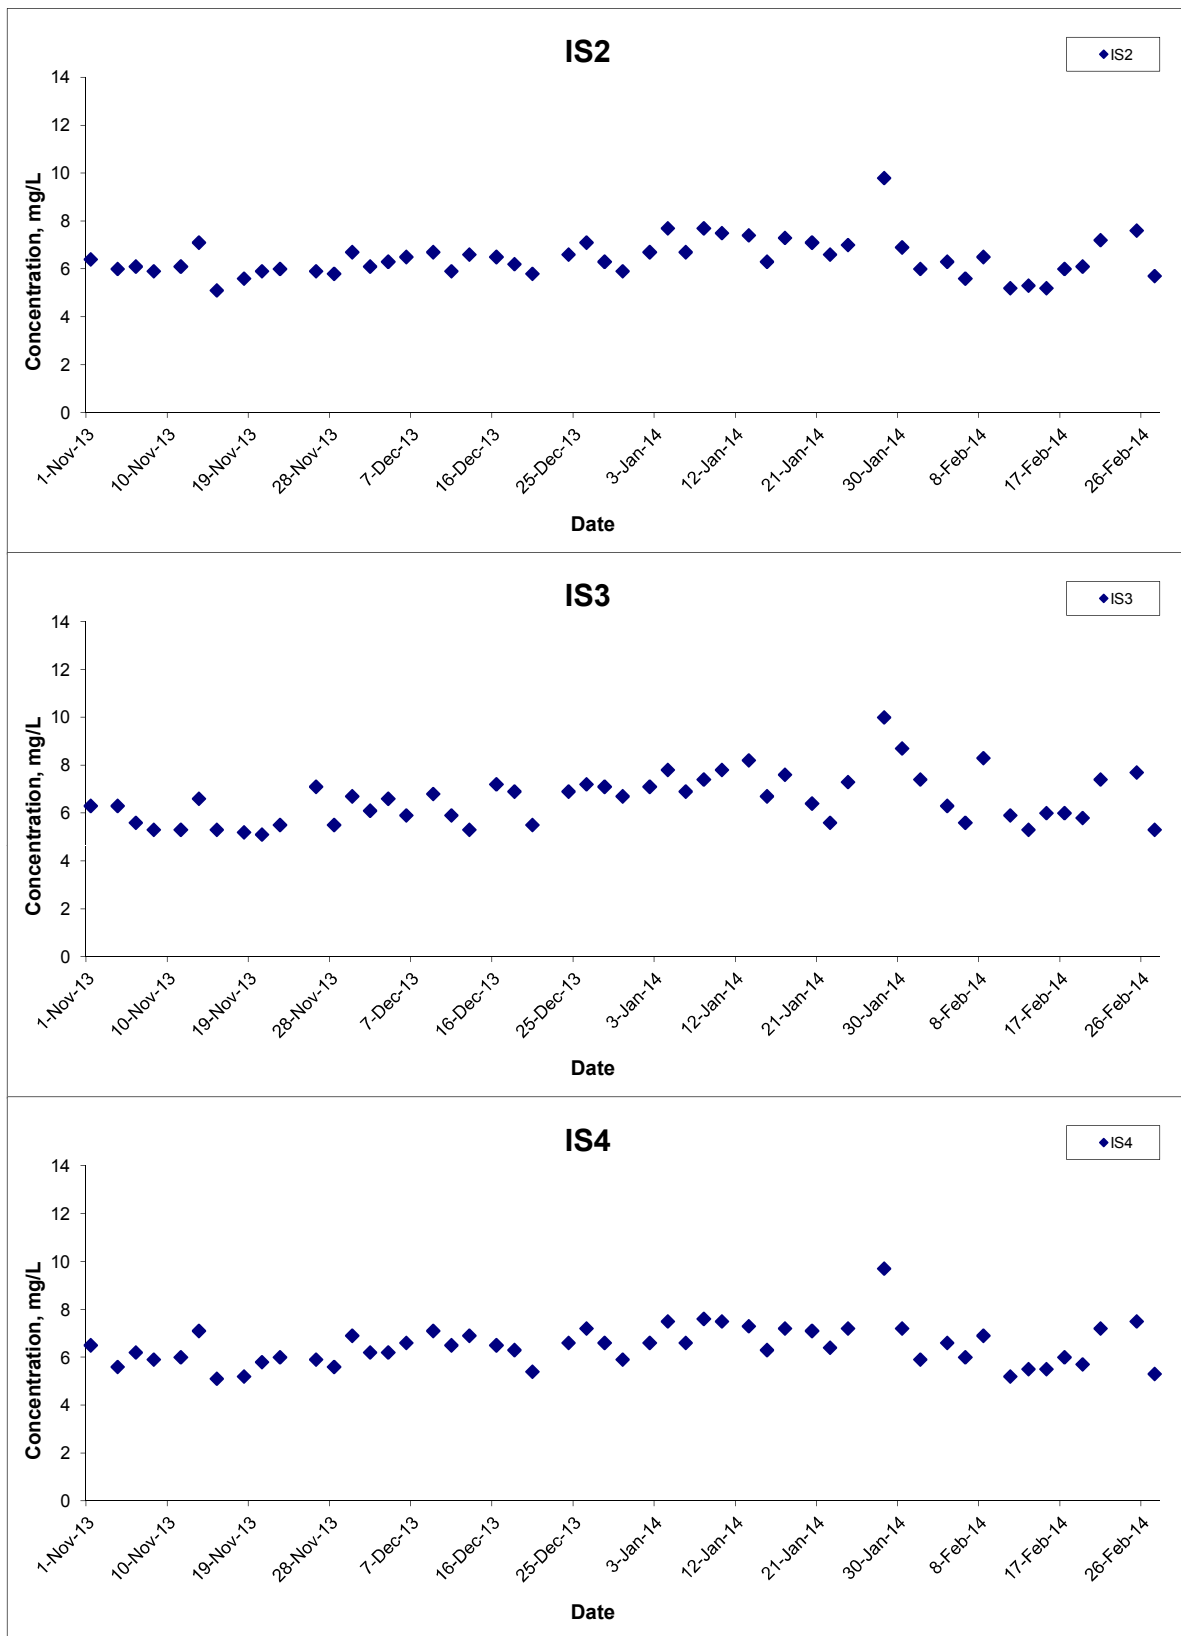 IS2
IS2
14
12
10
8
6
4
2
0
Concentration, mg/L
1-Nov-13
10-Nov-13
19-Nov-13
28-Nov-13
7-Dec-13
16-Dec-13
25-Dec-13
3-Jan-14
12-Jan-14
21-Jan-14
30-Jan-14
8-Feb-14
17-Feb-14
26-Feb-14
Date
IS3
IS3
14
12
10
8
6
4
2
0
Concentration, mg/L
1-Nov-13
10-Nov-13
19-Nov-13
28-Nov-13
7-Dec-13
16-Dec-13
25-Dec-13
3-Jan-14
12-Jan-14
21-Jan-14
30-Jan-14
8-Feb-14
17-Feb-14
26-Feb-14
Date
IS4
IS4
14
12
10
8
6
4
2
0
Concentration, mg/L
1-Nov-13
10-Nov-13
19-Nov-13
28-Nov-13
7-Dec-13
16-Dec-13
25-Dec-13
3-Jan-14
12-Jan-14
21-Jan-14
30-Jan-14
8-Feb-14
17-Feb-14
26-Feb-14
Date